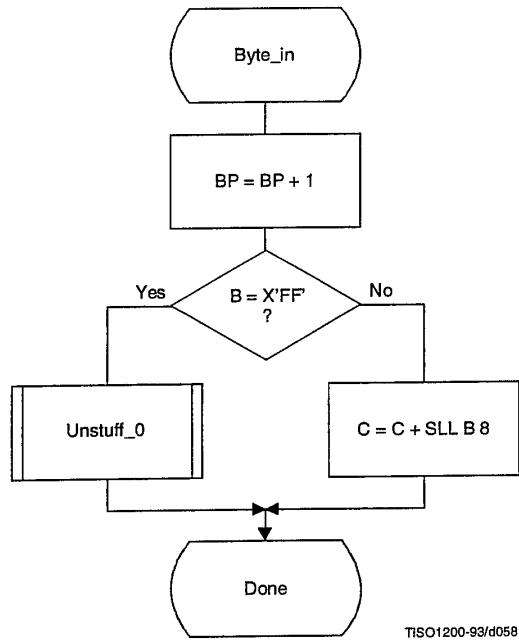 Byte_in
BP = BP + 1
Yes
B = X'FF'
?
No
Unstuff_0
C = C + SLL B 8
Done
TISO1200-93/d058